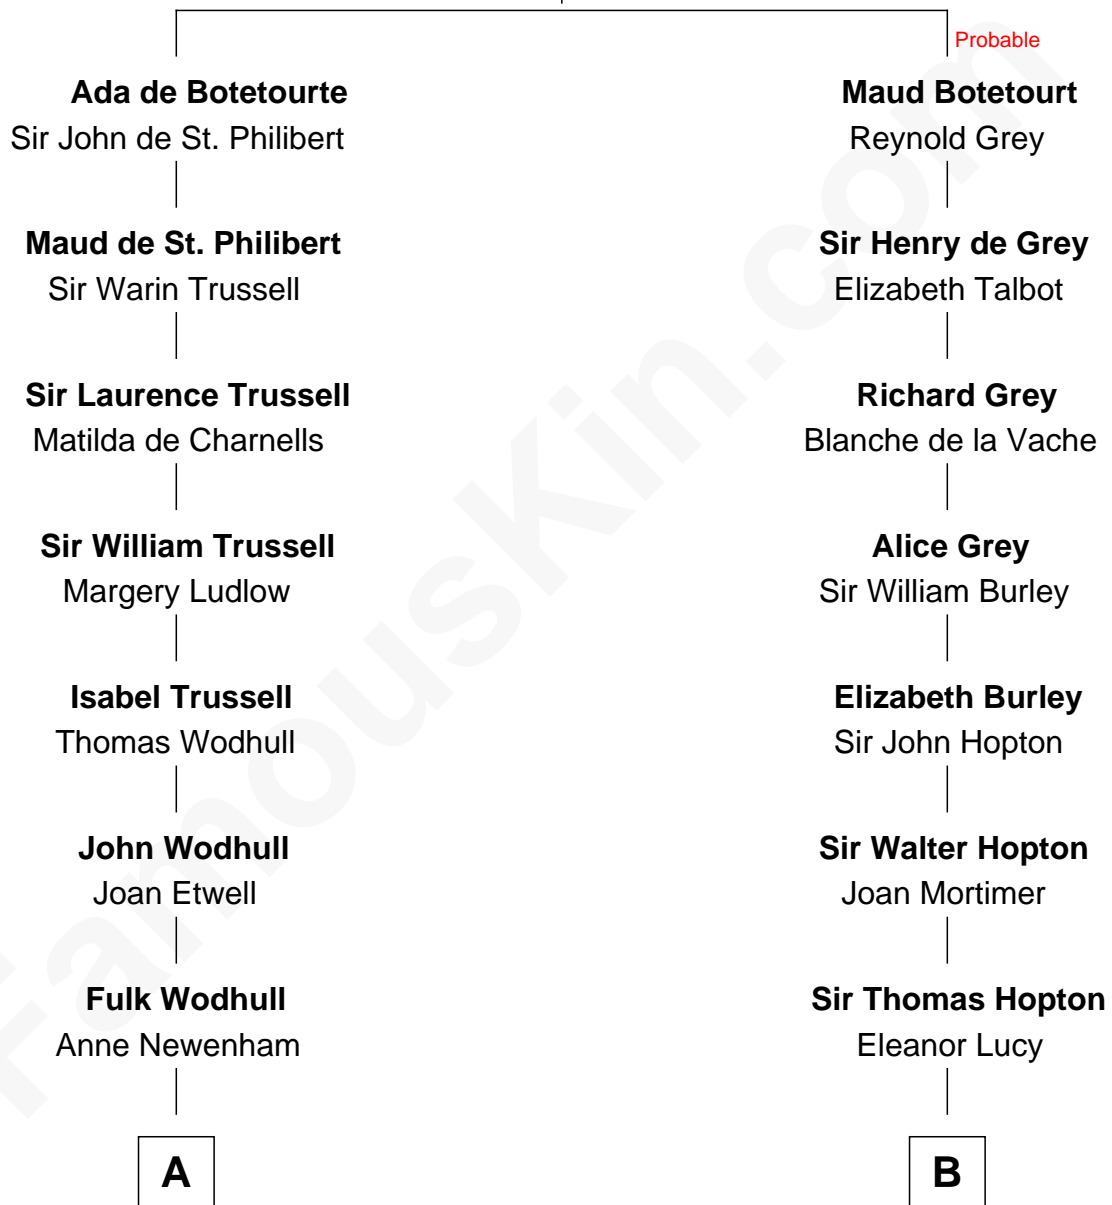 Probable
Ada de Botetourte
Sir John de St. Philibert
Maud Botetourt
Reynold Grey
Maud de St. Philibert
Sir Warin Trussell
Sir Henry de Grey
Elizabeth Talbot
Sir Laurence Trussell
Matilda de Charnells
Richard Grey
Blanche de la Vache
Sir William Trussell
Margery Ludlow
Alice Grey
Sir William Burley
Isabel Trussell
Thomas Wodhull
Elizabeth Burley
Sir John Hopton
John Wodhull
Joan Etwell
Sir Walter Hopton
Joan Mortimer
Fulk Wodhull
Anne Newenham
Sir Thomas Hopton
Eleanor Lucy
A
B
FamousKin.com